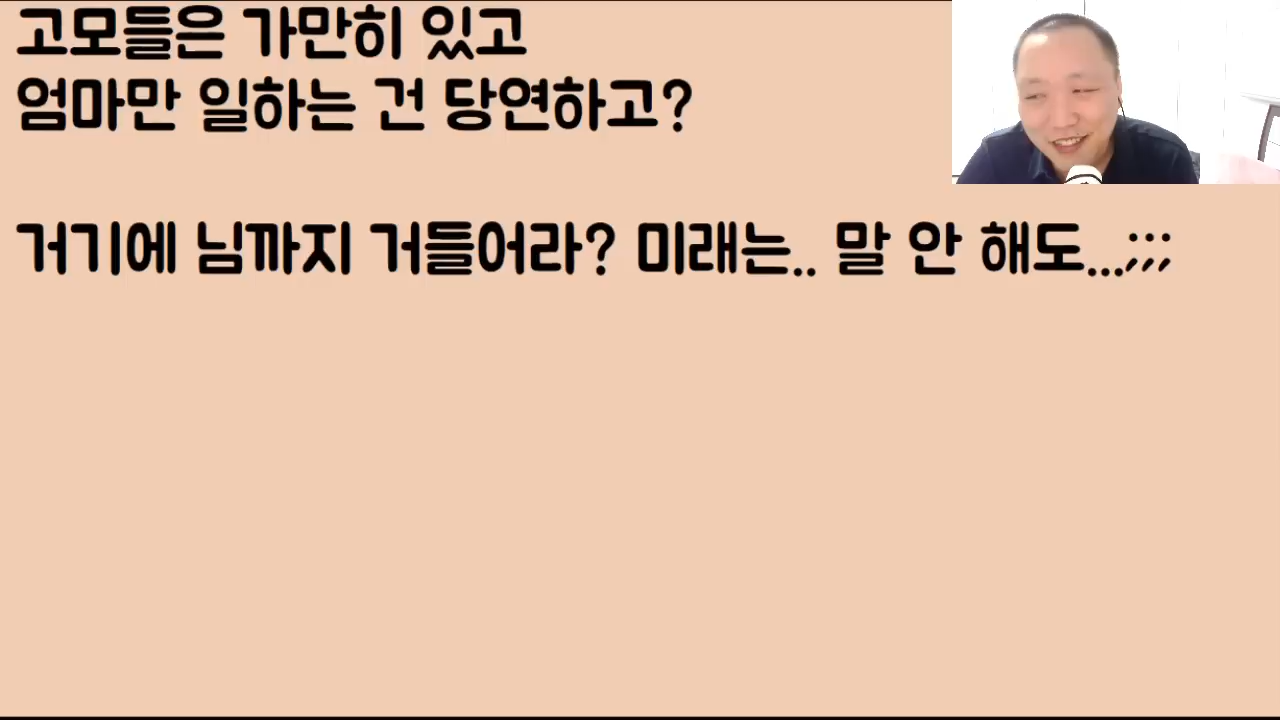 고모들은 가만히 있고
엄마만 일하는 건 당연하고?
거기에 님까지 거들어라? 미래는.. 말 안 해도...;;;